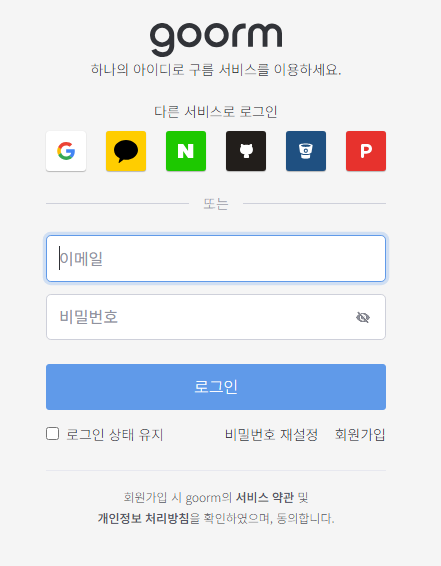 goorm
하나의 아이디로 구름 서비스를 이용하세요.
다른 서비스로 로그인
G N P
또는
이메일
비밀번호
로그인
로그인 상태 유지 비밀번호 재설정 회원가입
회원가입 시 goorm의 서비스 약관 및
개인정보 처리방침을 확인하였으며, 동의합니다.